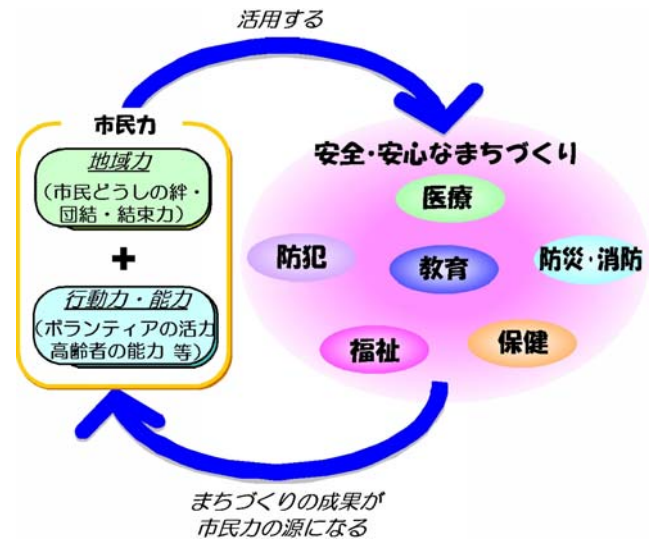 活用する
市民力
地域力
(市民どうしの絆・
団結・結束力)
+
行動力・能力
(ボランティアの活力
高齢者の能力 等)
安全・安心なまちづくり
医療
防犯
教育
防災・消防
福祉
保健
まちづくりの成果が
市民力の源になる